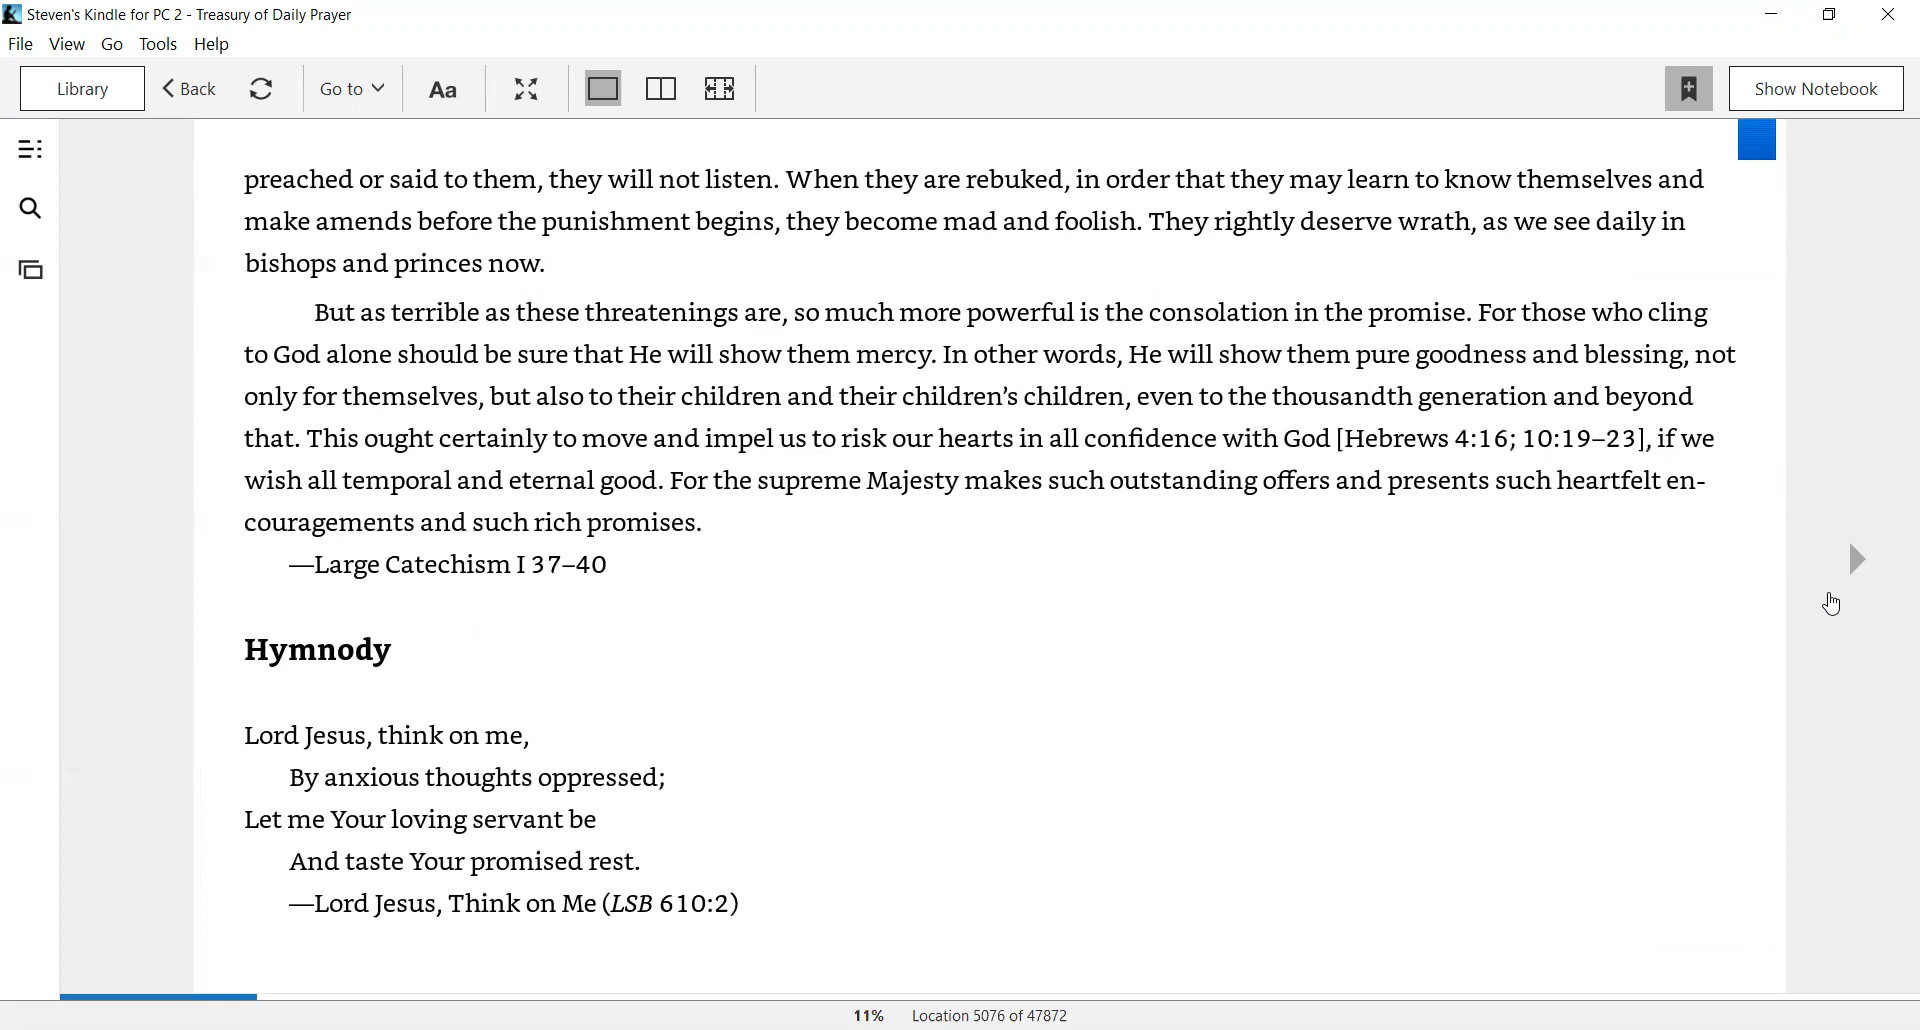 Steven's Kindle for PC 2 - Treasury of Daily Prayer
File View Go Tools Help
Library Back Go to Aa Show Notebook
preached or said to them, they will not listen. When they are rebuked, in order that they may learn to know themselves and
make amends before the punishment begins, they become mad and foolish. They rightly deserve wrath, as we see daily in
bishops and princes now.
But as terrible as these threatenings are, so much more powerful is the consolation in the promise. For those who cling
to God alone should be sure that He will show them mercy. In other words, He will show them pure goodness and blessing, not
only for themselves, but also to their children and their children’s children, even to the thousandth generation and beyond
that. This ought certainly to move and impel us to risk our hearts in all confidence with God [Hebrews 4:16; 10:19–23], if we
wish all temporal and eternal good. For the supreme Majesty makes such outstanding offers and presents such heartfelt en-
couragements and such rich promises.
—Large Catechism I 37–40
Hymnody
Lord Jesus, think on me,
By anxious thoughts oppressed;
Let me Your loving servant be
And taste Your promised rest.
—Lord Jesus, Think on Me (LSB 610:2)
11% Location 5076 of 47872